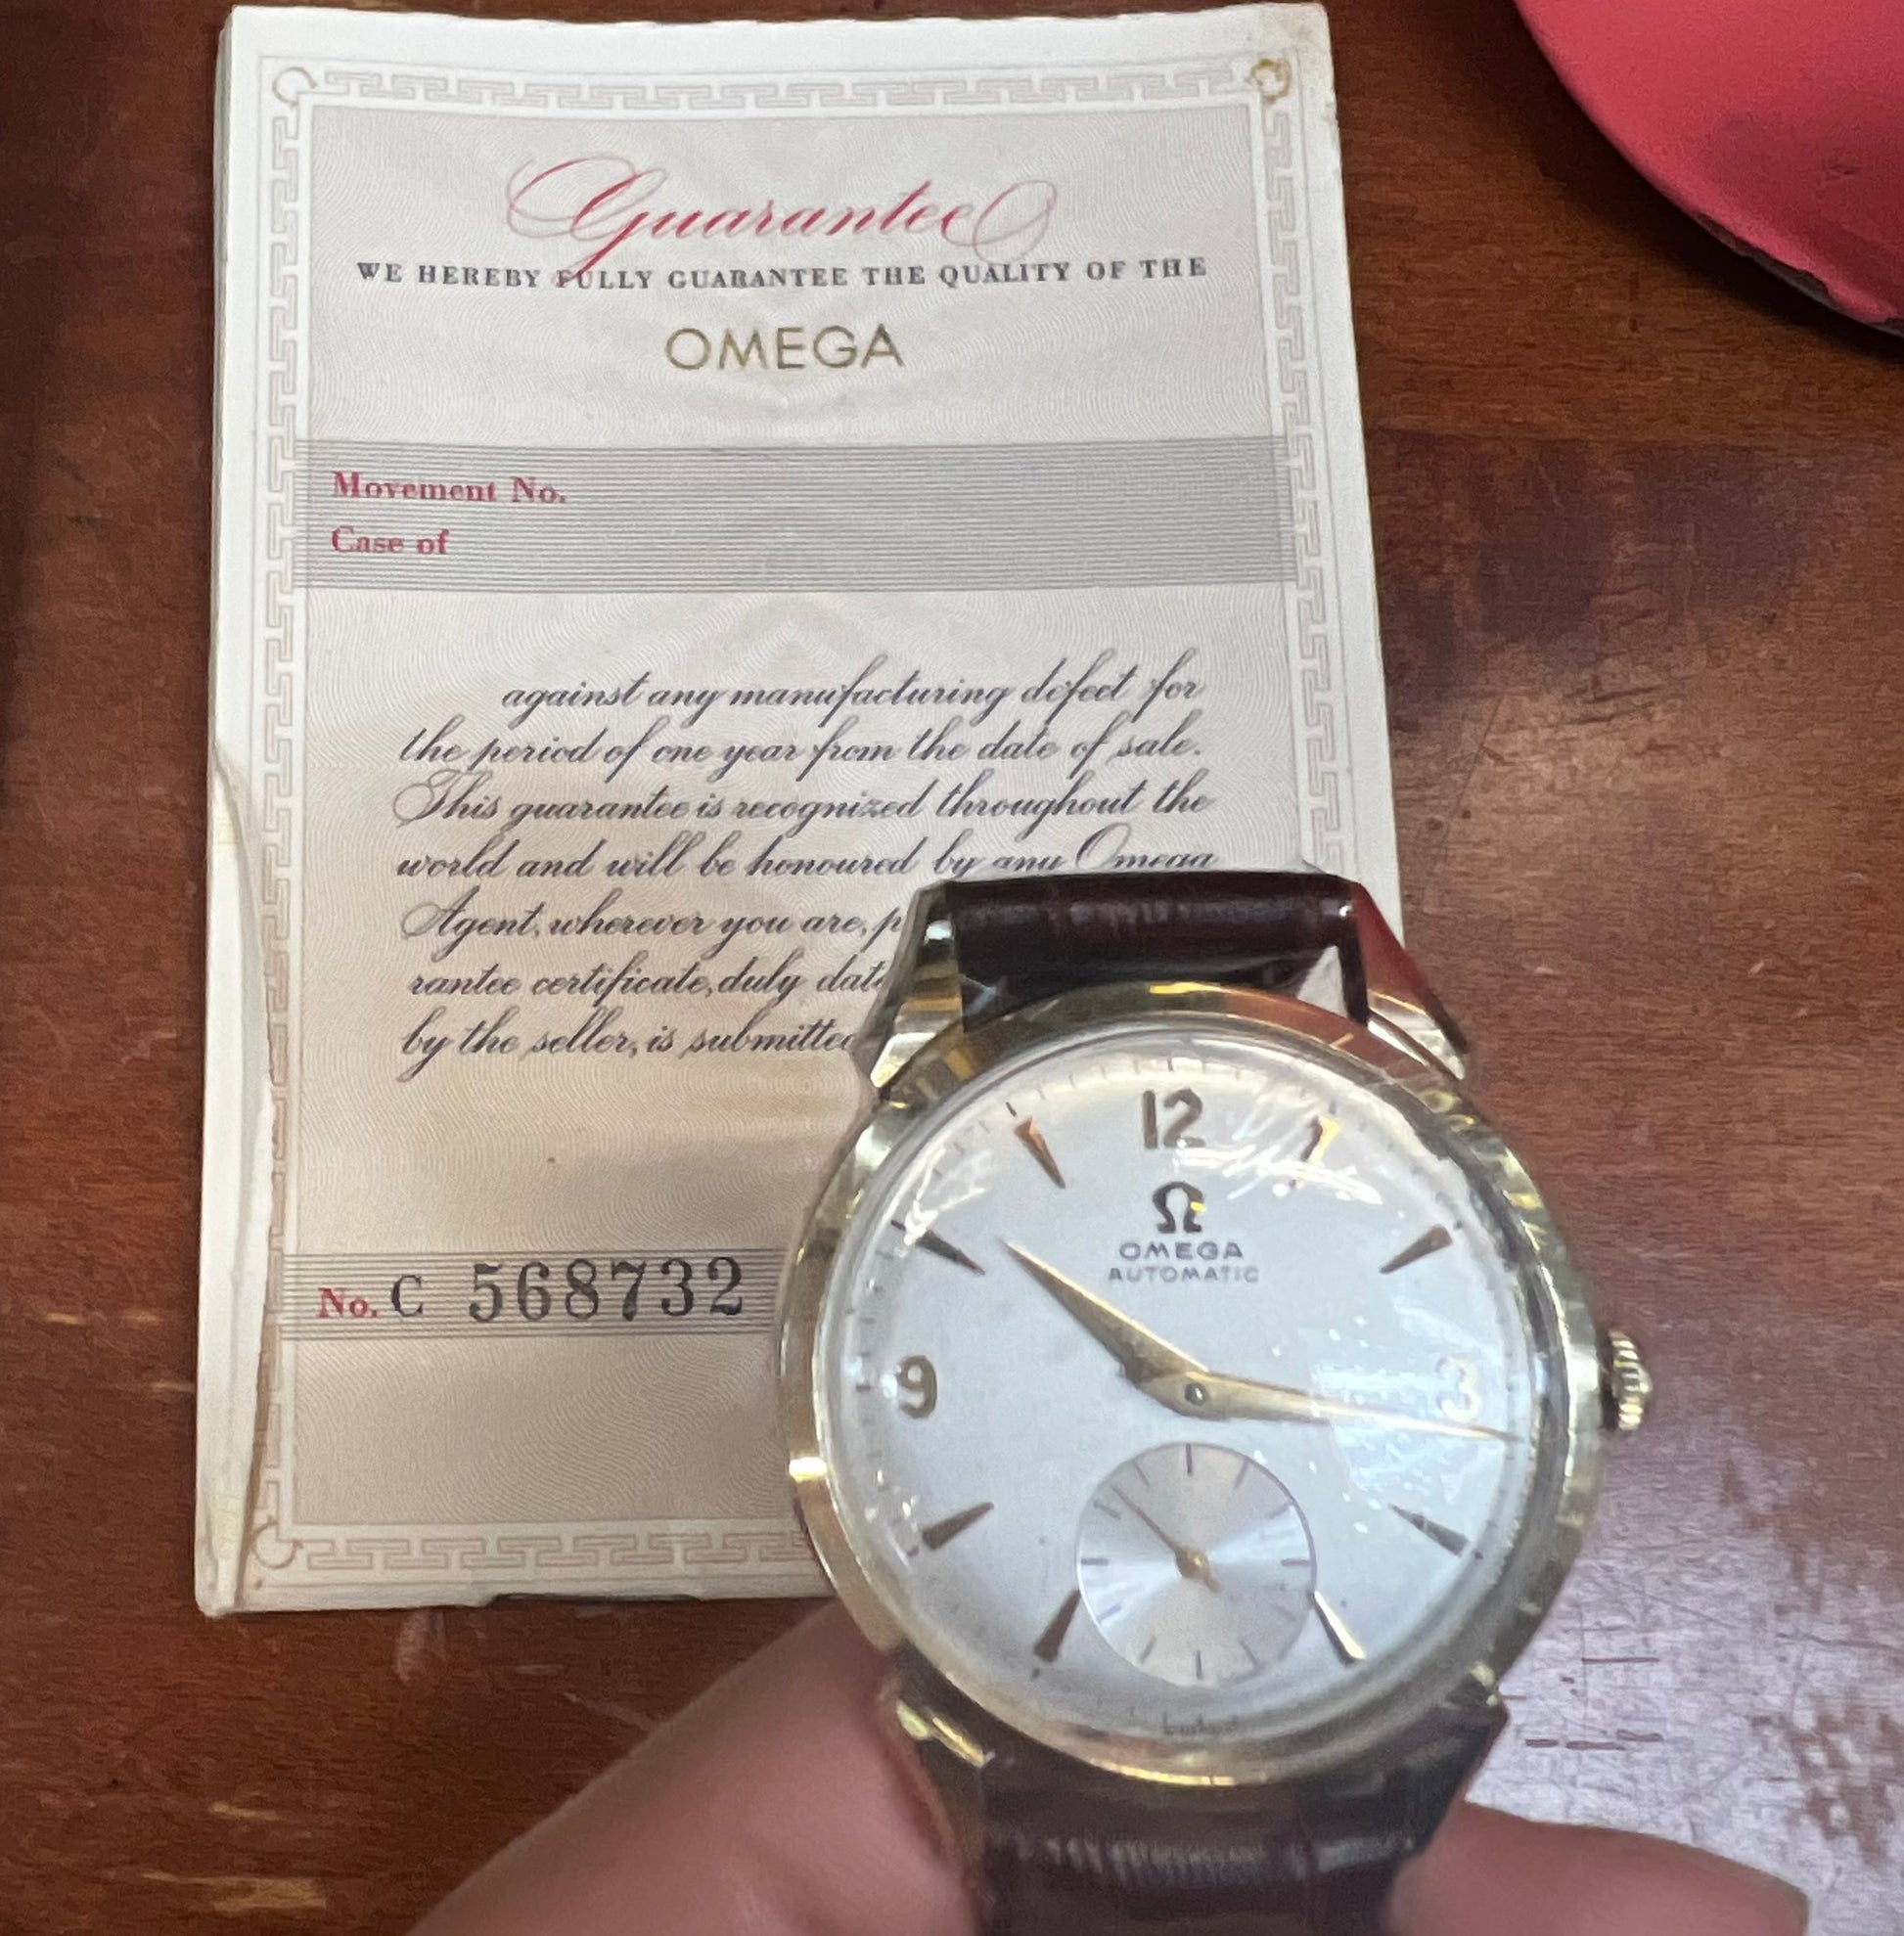 Guarantee
WE HEREBY FULLY GUARANTEE THE QUALITY OF THE
OMEGA
Movement No.
Case of
against any manufacturing defect for
the period of one year from the date of sale.
This guarantee is recognized throughout the
world and will be honoured by any Omega
Agent, wherever you are, p
rantee certificate, duly date
by the seller, is submitted
No. C 568732
12
Ω
OMEGA
AUTOMATIC
9 3